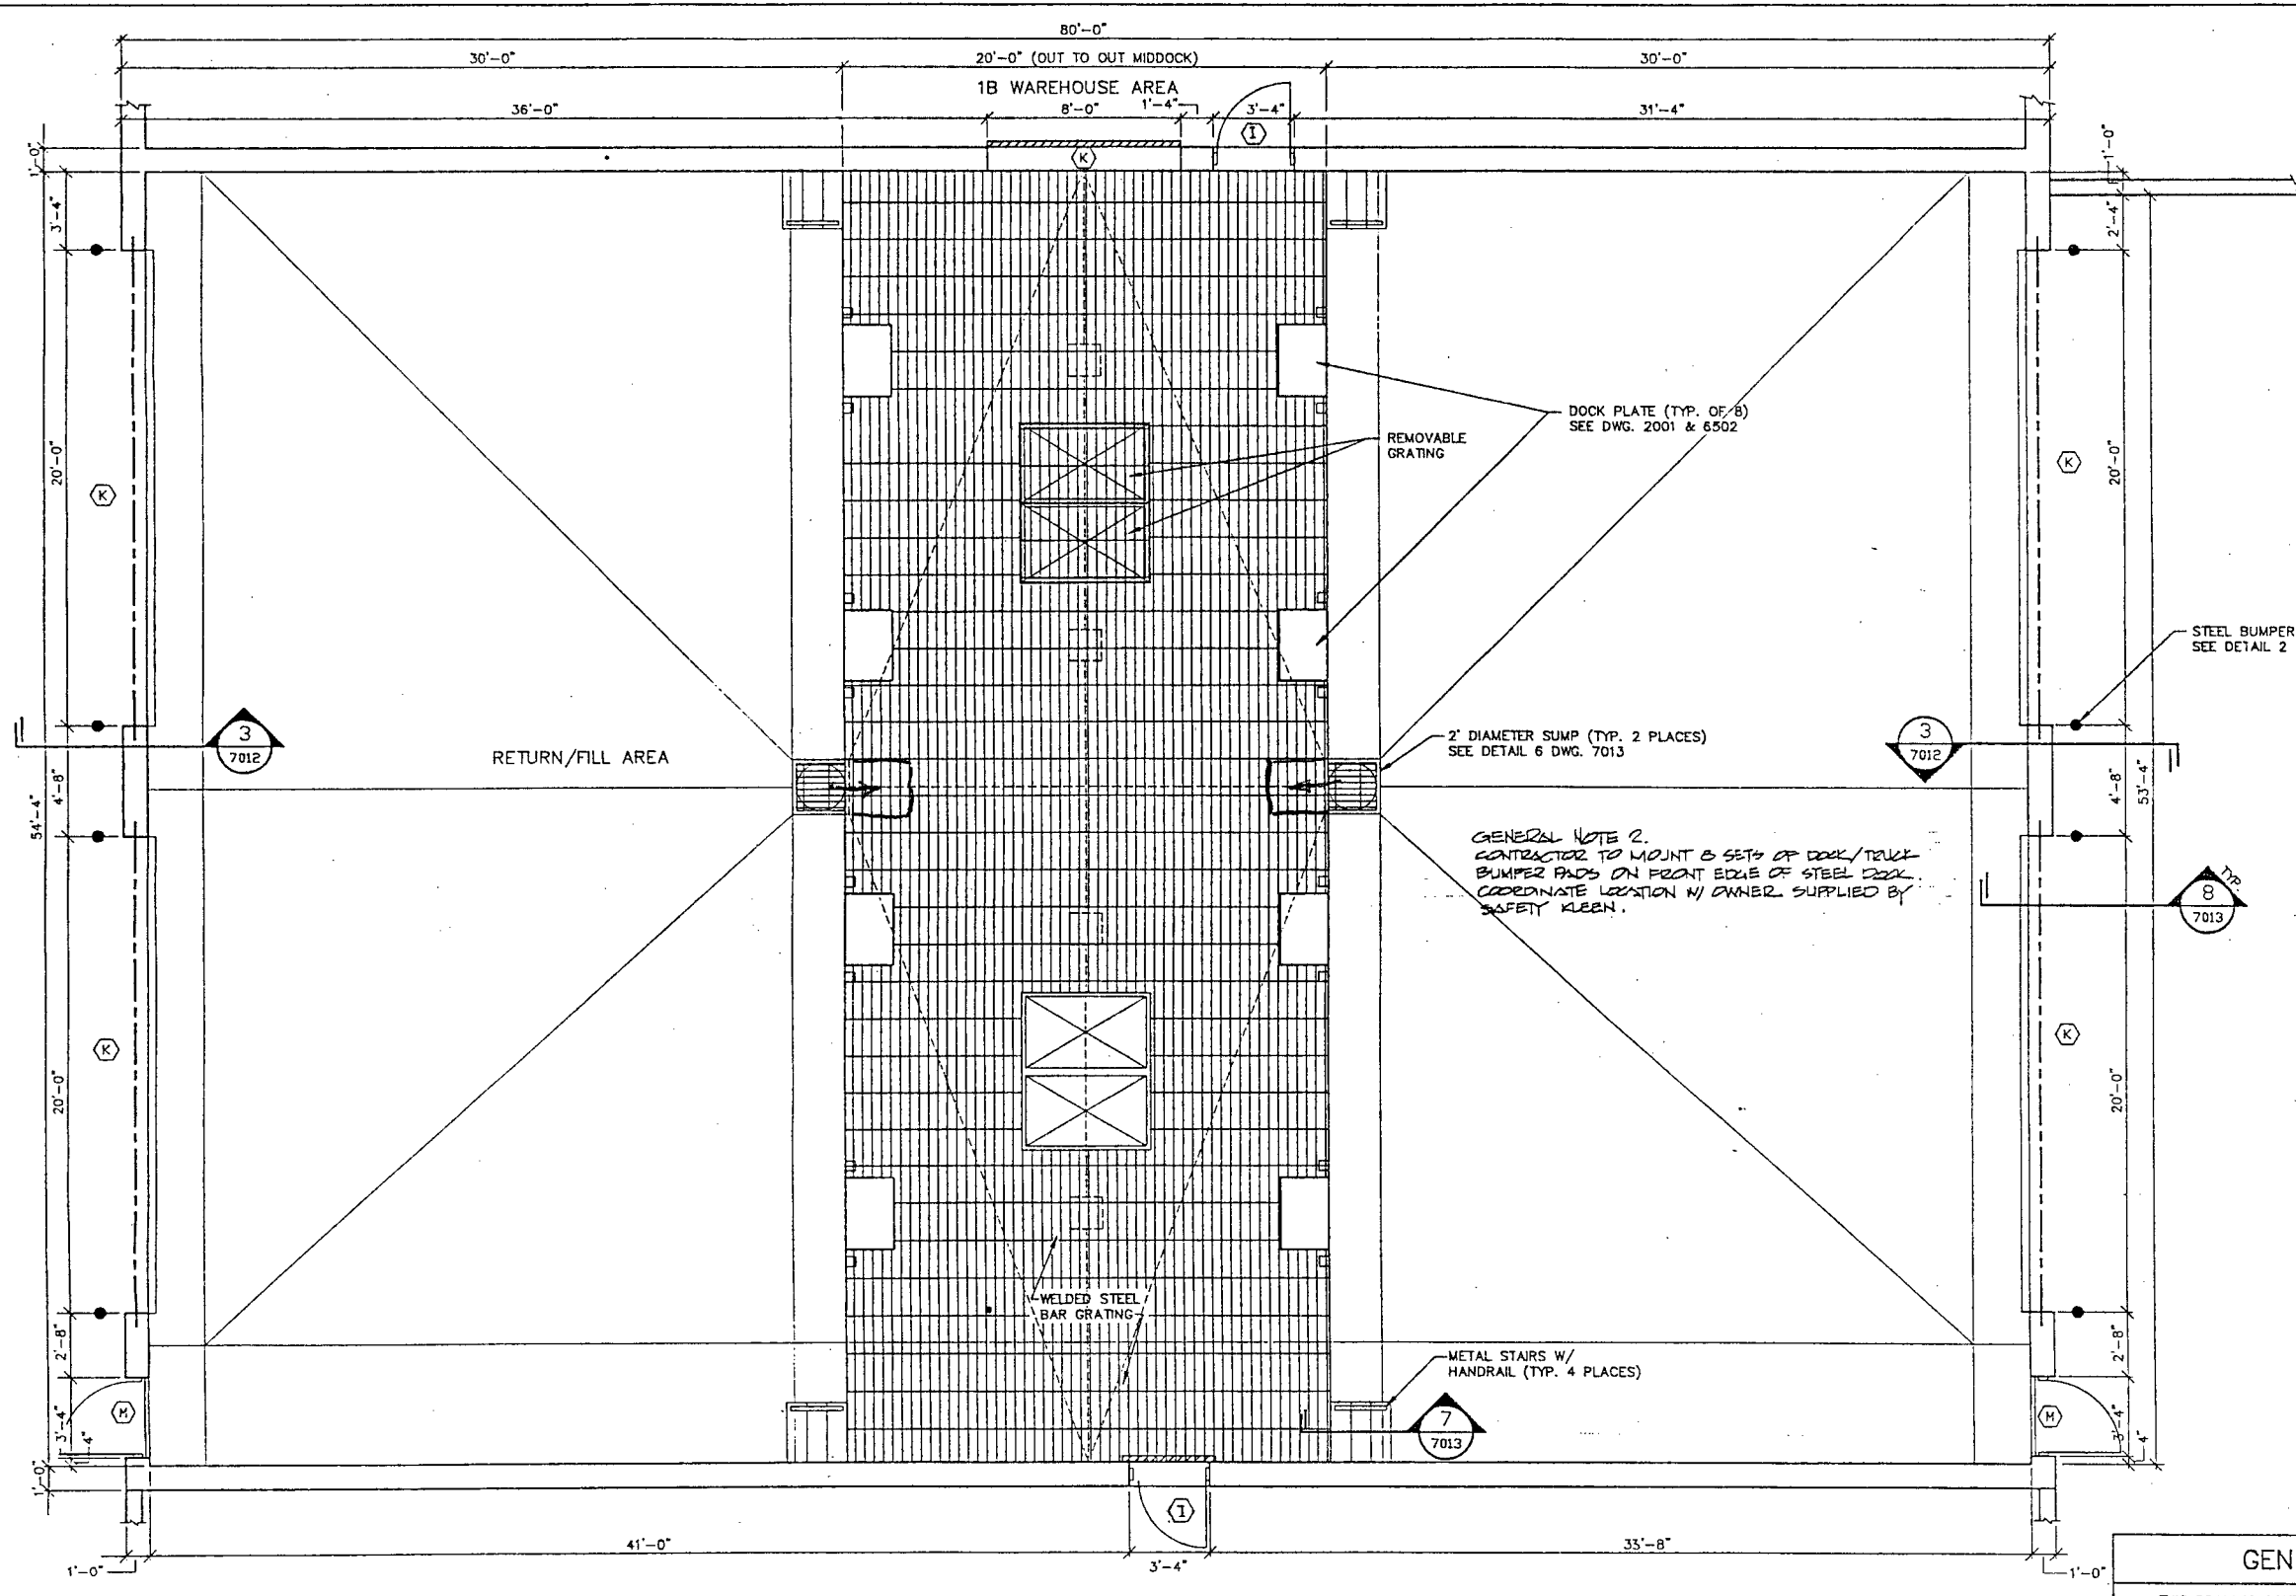 80'-0"
30'-0"
20'-0" (OUT TO OUT MIDDOCK)
30'-0"
1B WAREHOUSE AREA
36'-0"
8'-0"
1'-4"
3'-4"
31'-4"
I
K
1'-0"
1'-0"
3'-4"
2'-4"
20'-0"
K
20'-0"
K
DOCK PLATE (TYP. OF 8)
SEE DWG. 2001 & 6502
REMOVABLE
GRATING
STEEL BUMPER
SEE DETAIL 2
3
7012
RETURN/FILL AREA
2' DIAMETER SUMP (TYP. 2 PLACES)
SEE DETAIL 6 DWG. 7013
3
7012
54'-4"
4'-8"
4'-8"
53'-4"
GENERAL NOTE 2.
CONTRACTOR TO MOUNT 8 SETS OF DOCK/TRUCK
BUMPER PADS ON FRONT EDGE OF STEEL DOCK.
COORDINATE LOCATION W/ OWNER SUPPLIED BY
SAFETY KLEEN.
TYP.
8
7013
K
20'-0"
K
20'-0"
WELDED STEEL
BAR GRATING
METAL STAIRS W/
HANDRAIL (TYP. 4 PLACES)
7
7013
2'-8"
2'-8"
M
3'-4"
4"
M
3'-4"
4"
1'-0"
I
41'-0"
3'-4"
33'-8"
1'-0"
1'-0"
GEN